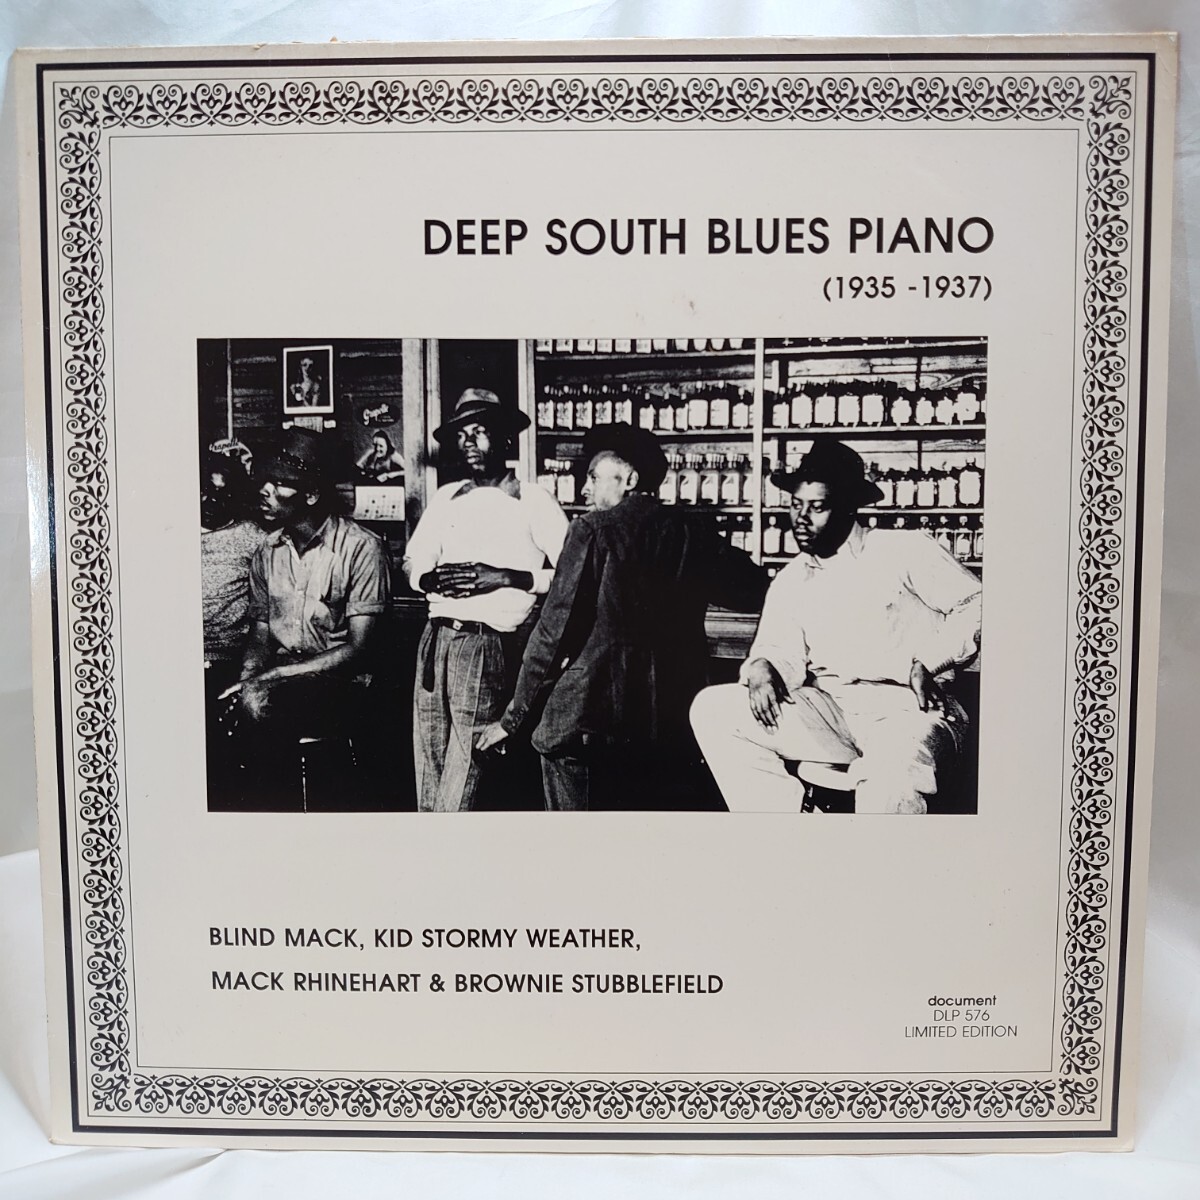 DEEP SOUTH BLUES PIANO
(1935 -1937)
Grapette
BLIND MACK, KID STORMY WEATHER,
MACK RHINEHART & BROWNIE STUBBLEFIELD
document
DLP 576
LIMITED EDITION